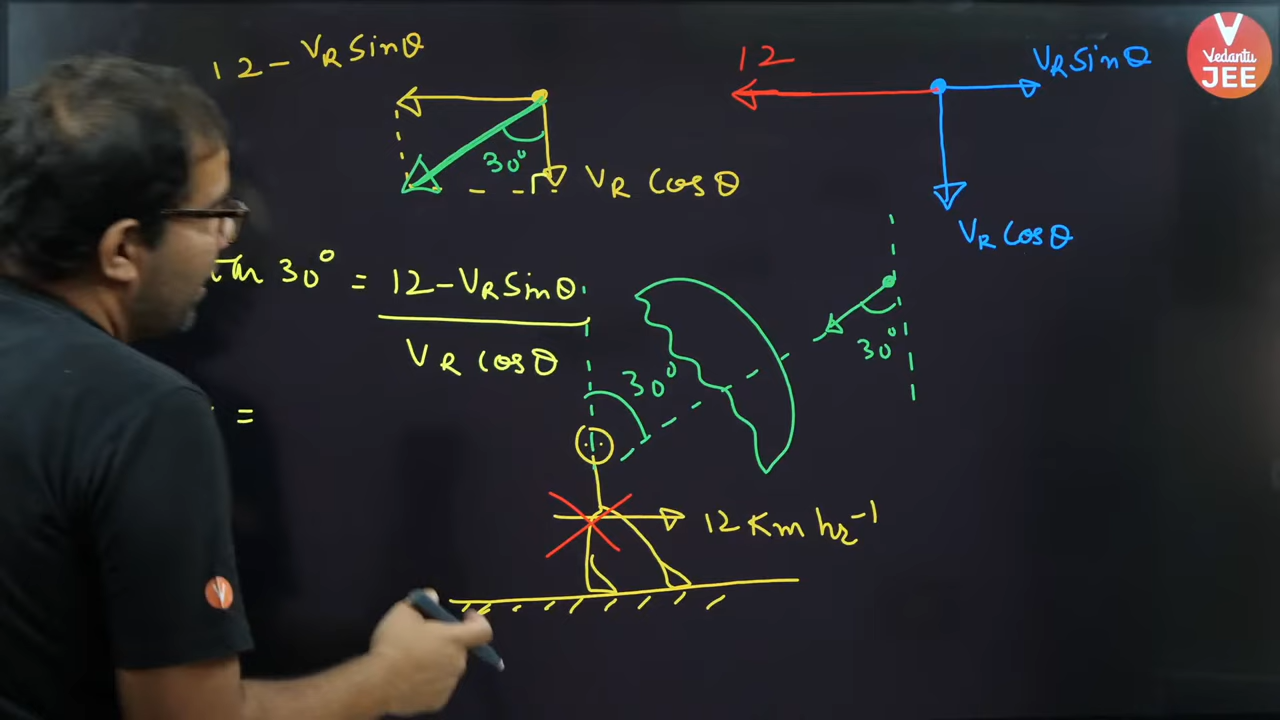 12 - VR Sinθ
30°
VR Cosθ
12
VR Sinθ
VR Cosθ
Vedantu
JEE
Tan 30° = 12 - VR Sinθ
VR Cosθ
=
30°
30°
12 Km hr-1